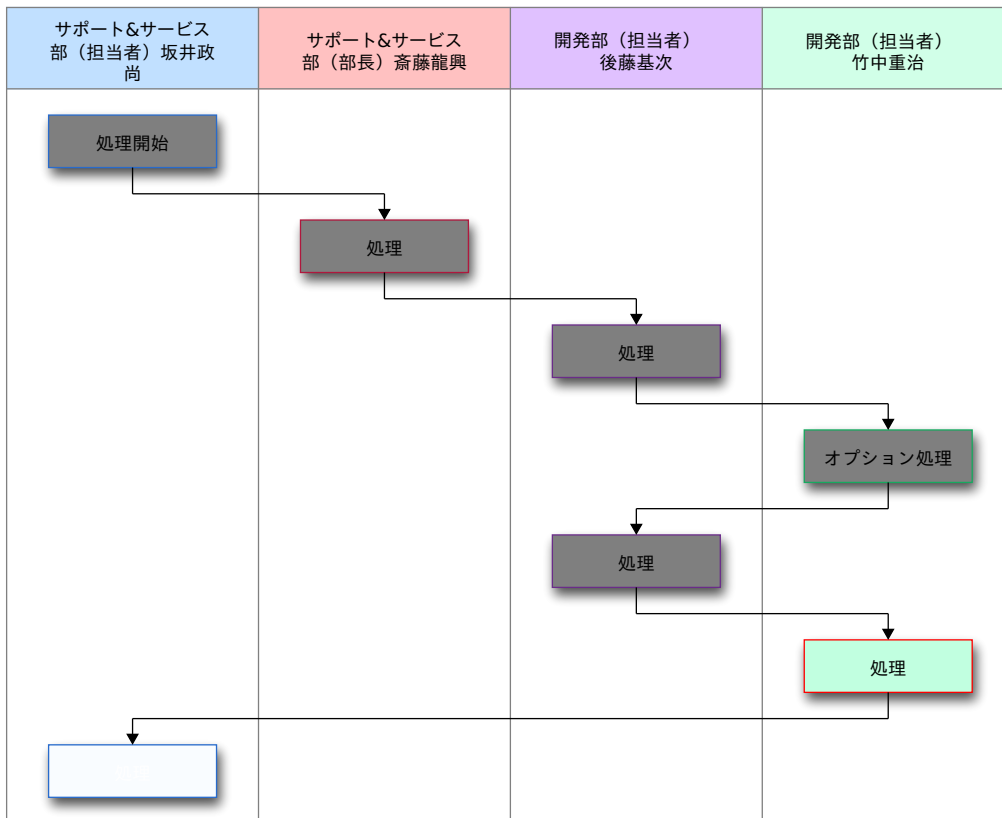 サポート&サービス
部（担当者）坂井政
尚
サポート&サービス
部（部長）斎藤龍興
開発部（担当者）
後藤基次
開発部（担当者）
竹中重治
処理開始
処理
処理
オプション処理
処理
処理